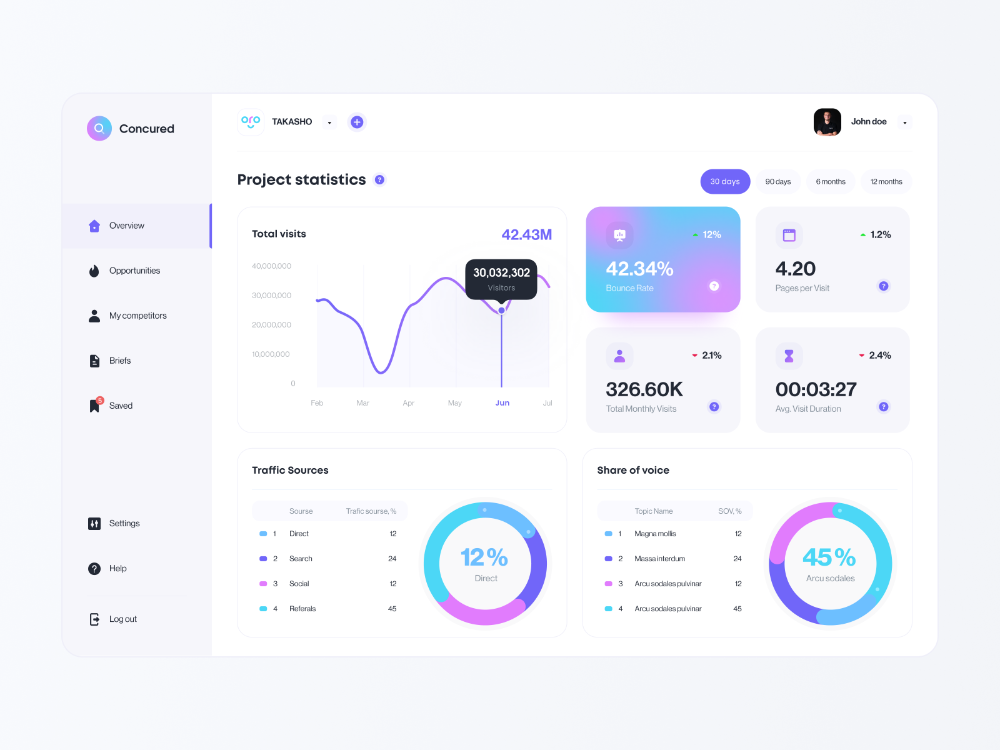 Concured
TAKASHO
John doe
Project statistics ?
30 days
90 days
6 months
12 months
Overview
Opportunities
My competitors
Briefs
5
Saved
Settings
Help
Log out
Total visits
42.43M
40,000,000
30,000,000
20,000,000
10,000,000
0
30,032,302
Visitors
Feb
Mar
Apr
May
Jun
Jul
12%
42.34%
Bounce Rate ?
1.2%
4.20
Pages per Visit ?
2.1%
326.60K
Total Monthly Visits ?
2.4%
00:03:27
Avg. Visit Duration ?
Traffic Sources
Sourse Trafic sourse, %
1 Direct 12
2 Search 24
3 Social 12
4 Referals 45
12%
Direct
Share of voice
Topic Name SOV, %
1 Magna mollis 12
2 Massa interdum 24
3 Arcu sodales pulvinar 12
4 Arcu sodales pulvinar 45
45%
Arcu sodales